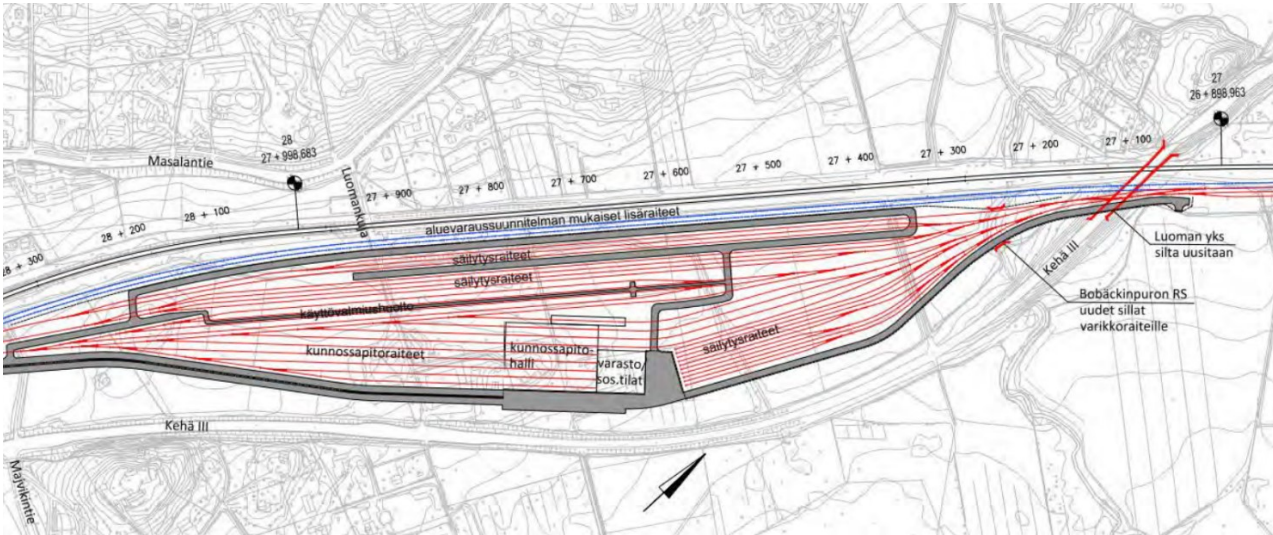 27
26 + 898,963
28
27 + 998,683
Masalantie
Luomankuja
28 + 300
28 + 200
28 + 100
27 + 900
27 + 800
27 + 700
27 + 600
27 + 500
27 + 400
27 + 300
27 + 200
27 + 100
aluevaraussuunnitelman mukaiset lisäraiteet
säilytysraiteet
säilytysraiteet
käyttövalmiushuolto
kunnossapitoraiteet
kunnossapito-
halli
varasto/
sos.tilat
säilytysraiteet
Kehä III
Luoman yks
silta uusitaan
Bobäckinpuron RS
uudet sillat
varikkoraiteille
Kehä III
Majvikintie